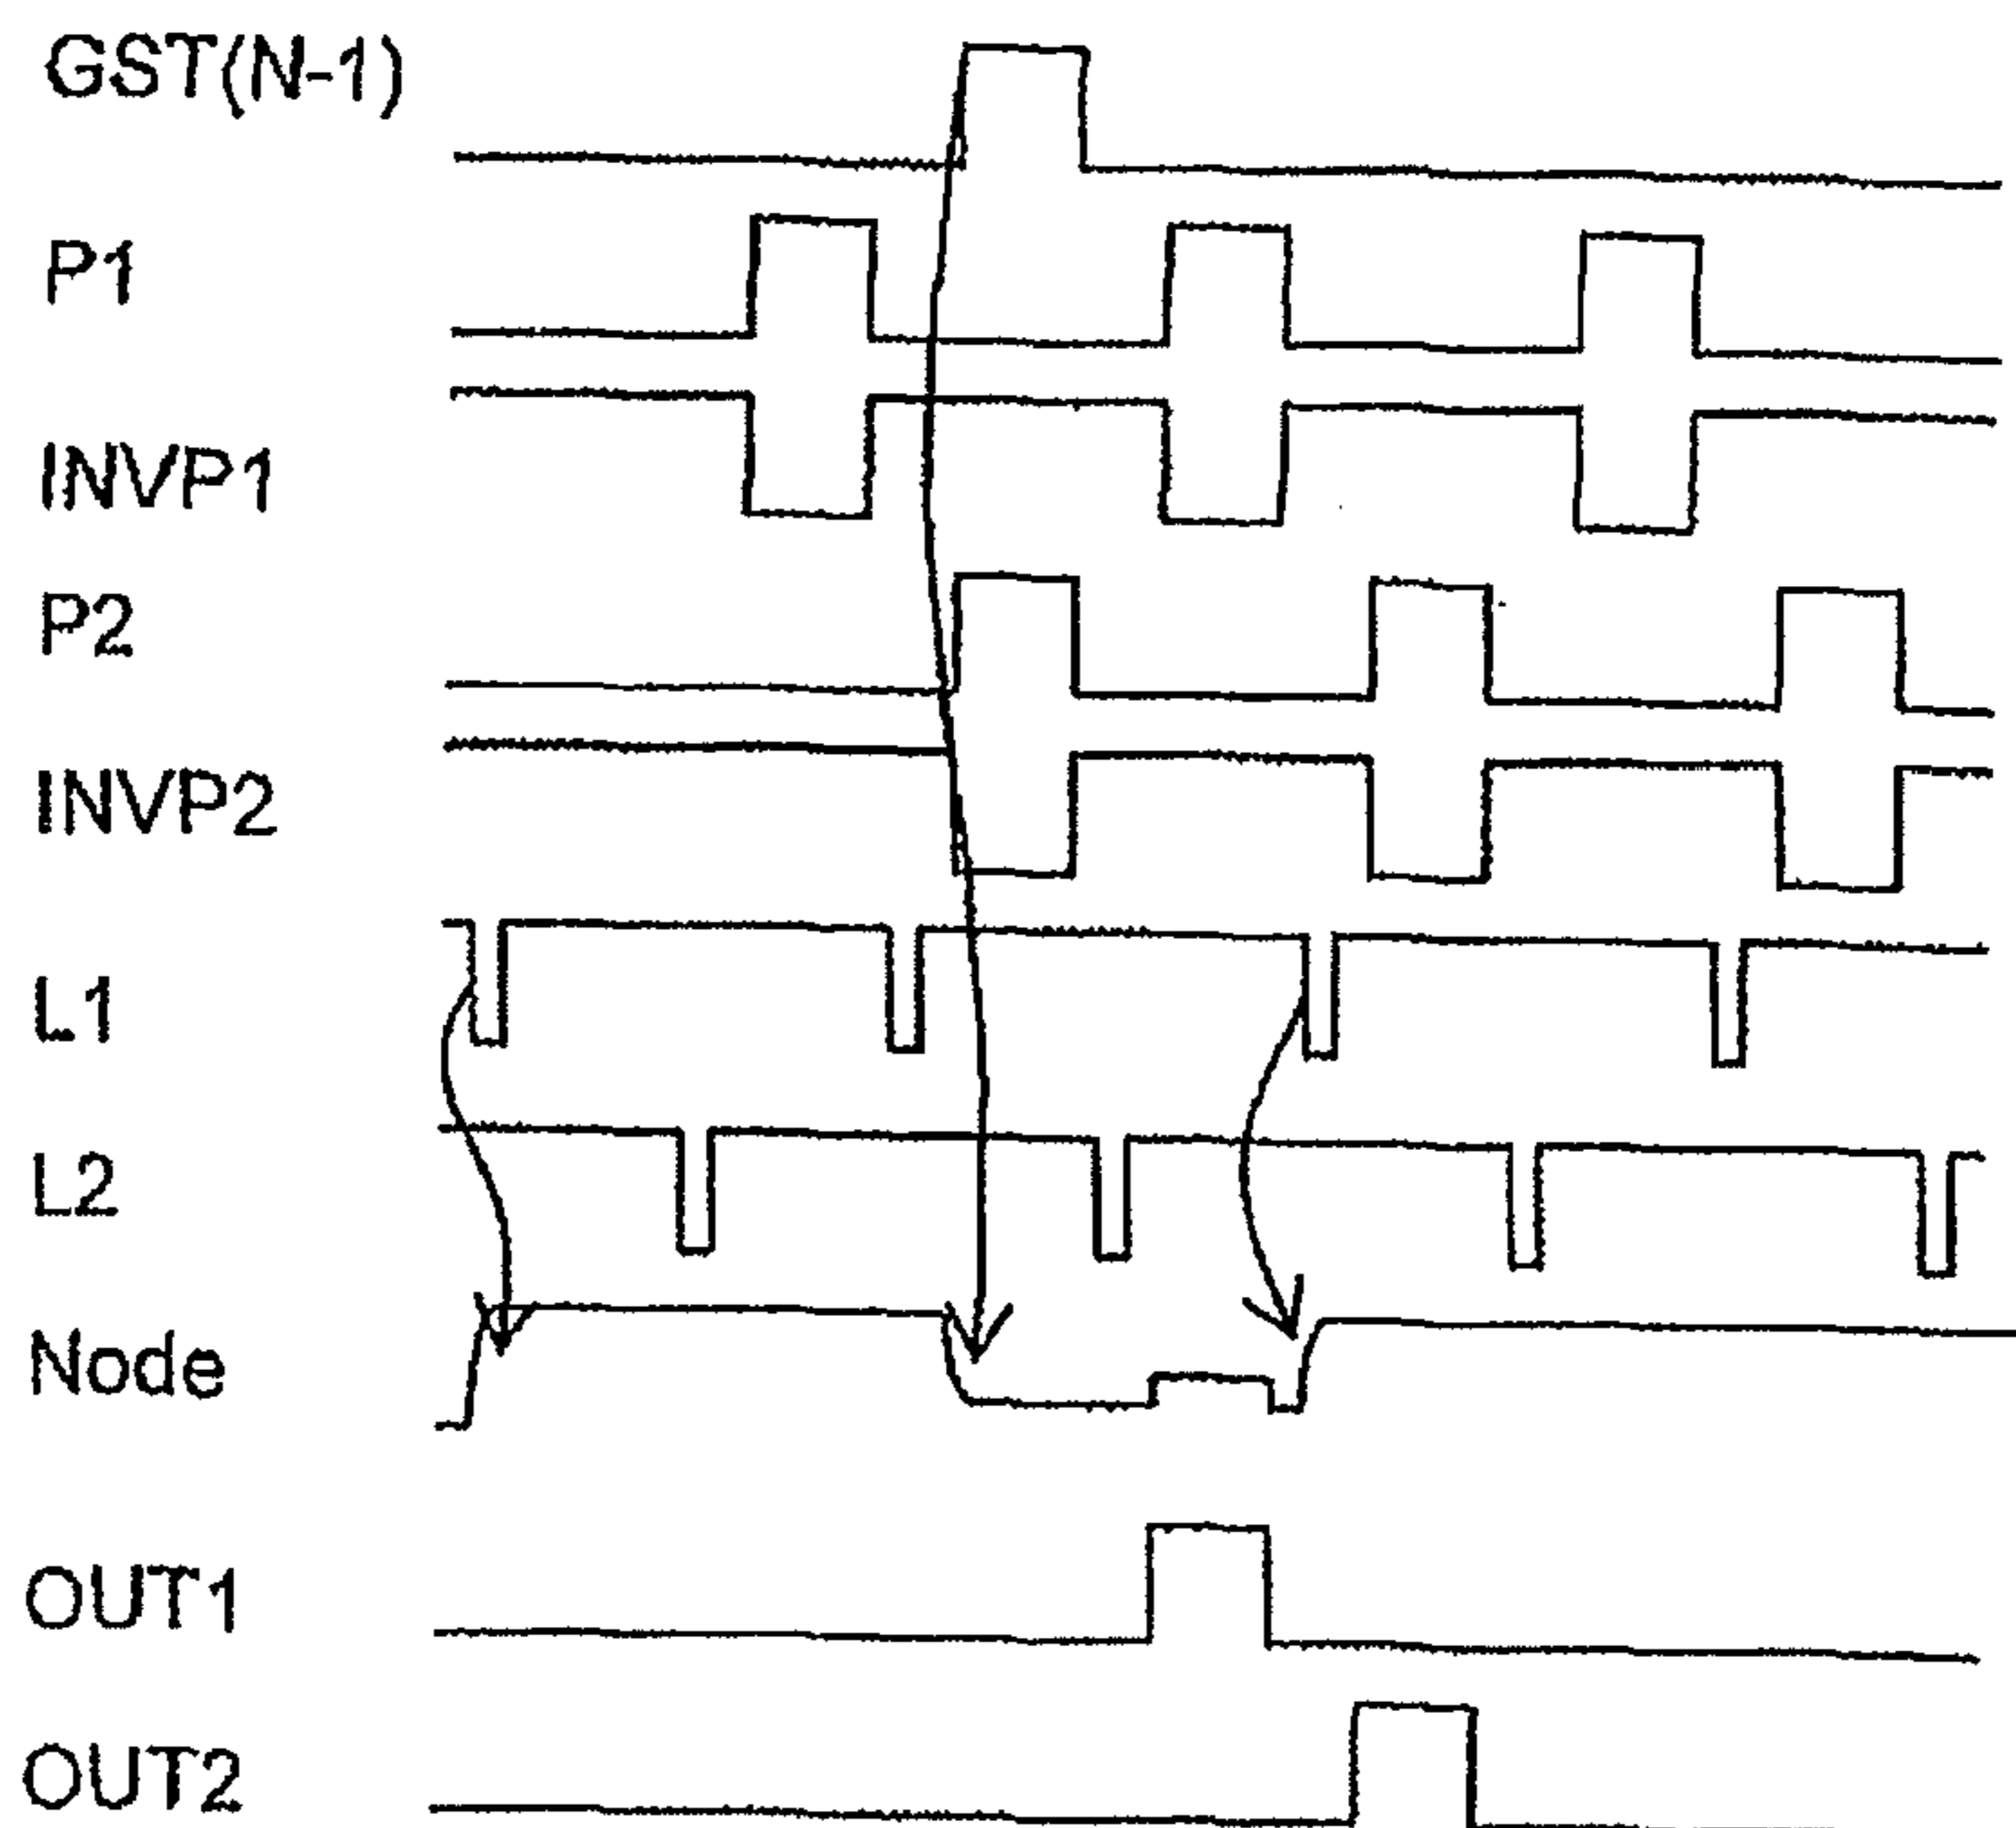 GST(N-1)
P1
INVP1
P2
INVP2
L1
L2
Node
OUT1
OUT2